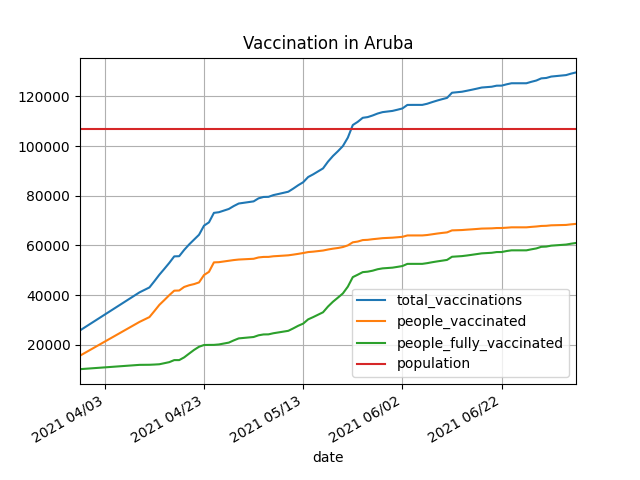 Vaccination in Aruba
120000
100000
80000
60000
40000
20000
total_vaccinations
people_vaccinated
people_fully_vaccinated
population
2021 04/03
2021 04/23
2021 05/13
2021 06/02
2021 06/22
date